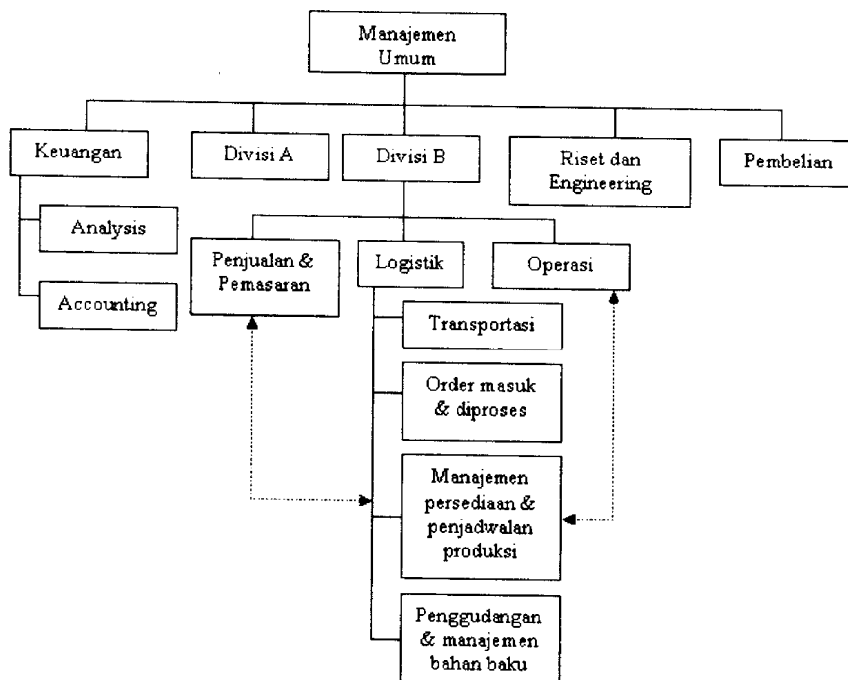 Manajemen
Umum
Keuangan
Divisi A
Divisi B
Riset dan
Engineering
Pembelian
Analysis
Accounting
Penjualan &
Pemasaran
Logistik
Operasi
Transportasi
Order masuk
& diproses
Manajemen
persediaan &
penjadwalan
produksi
Penggudangan
& manajemen
bahan baku